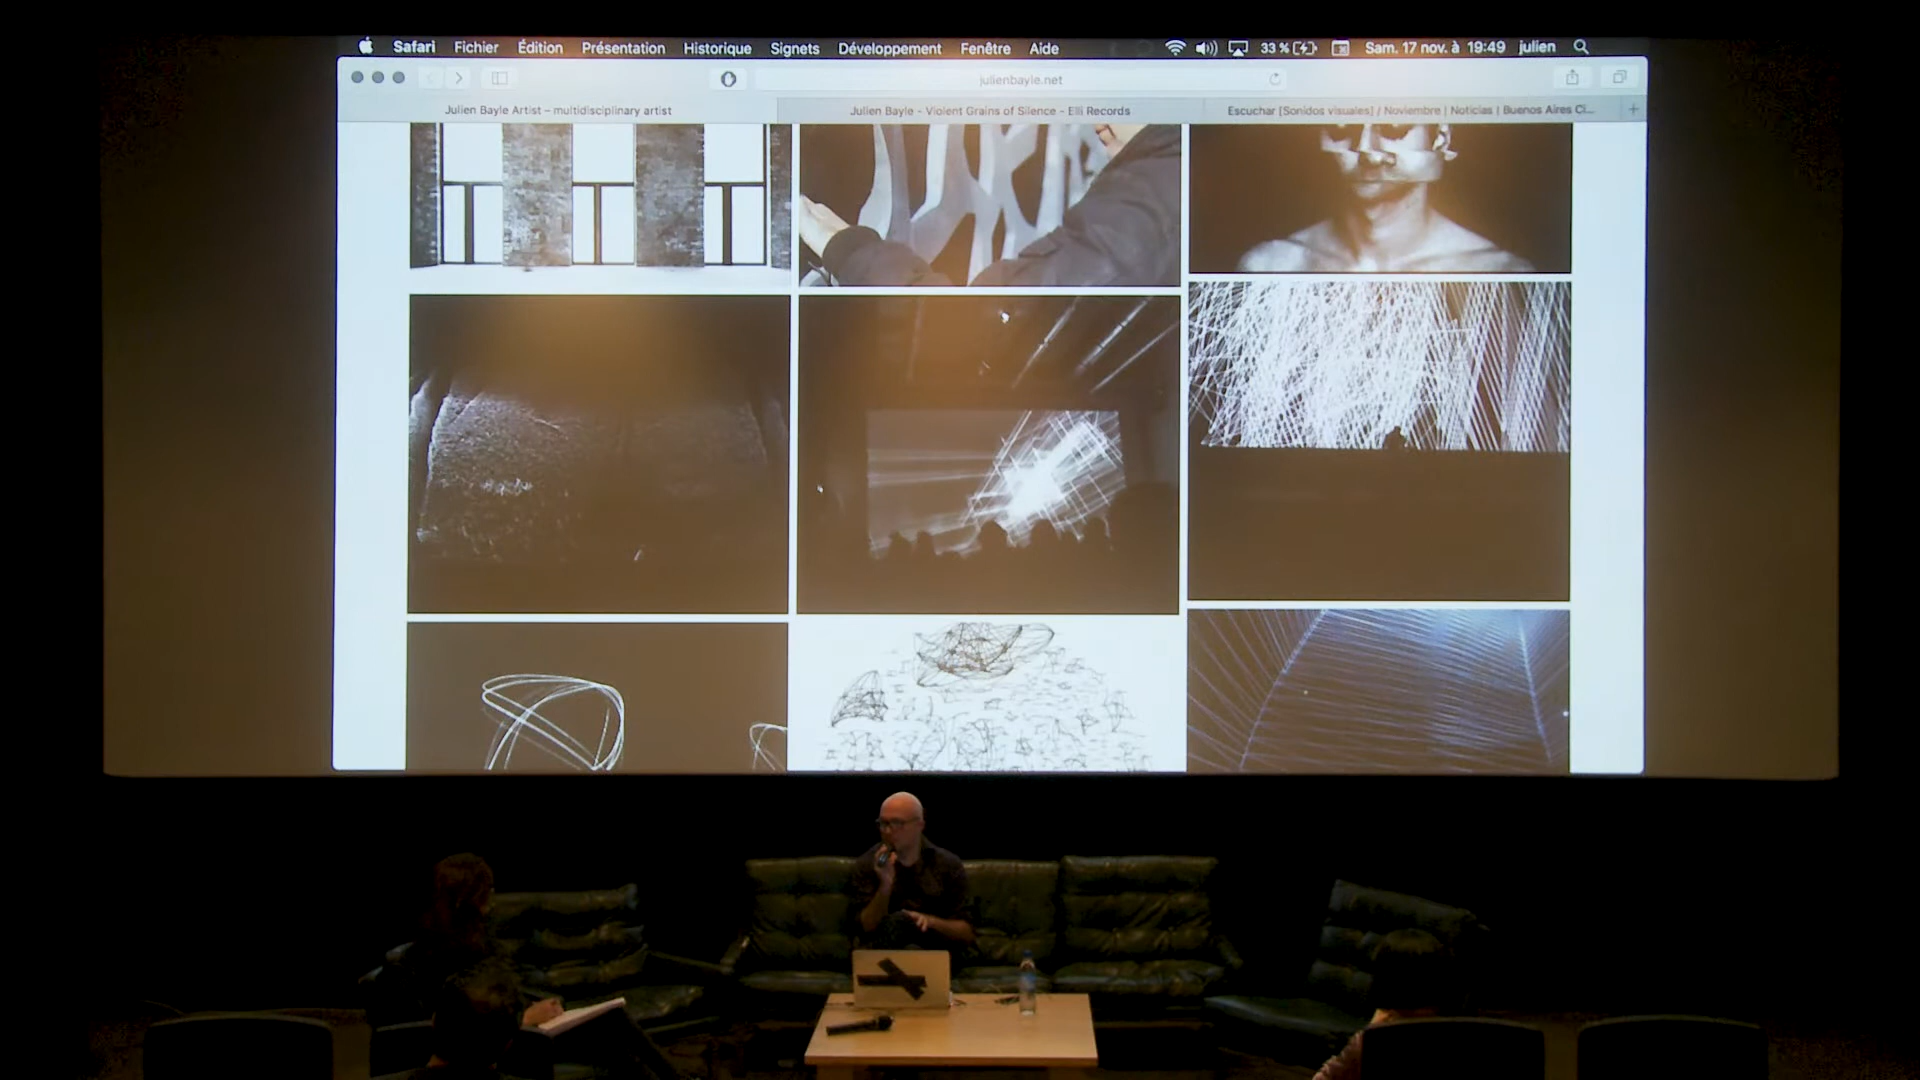 Safari Fichier Édition Présentation Historique Signets Développement Fenêtre Aide 33 % Sam. 17 nov. à 19:49 julien
julienbayle.net
Julien Bayle Artist – multidisciplinary artist Julien Bayle - Violent Grains of Silence - Elli Records Escuchar [Sonidos visuales] / Noviembre | Noticias | Buenos Aires Ci...